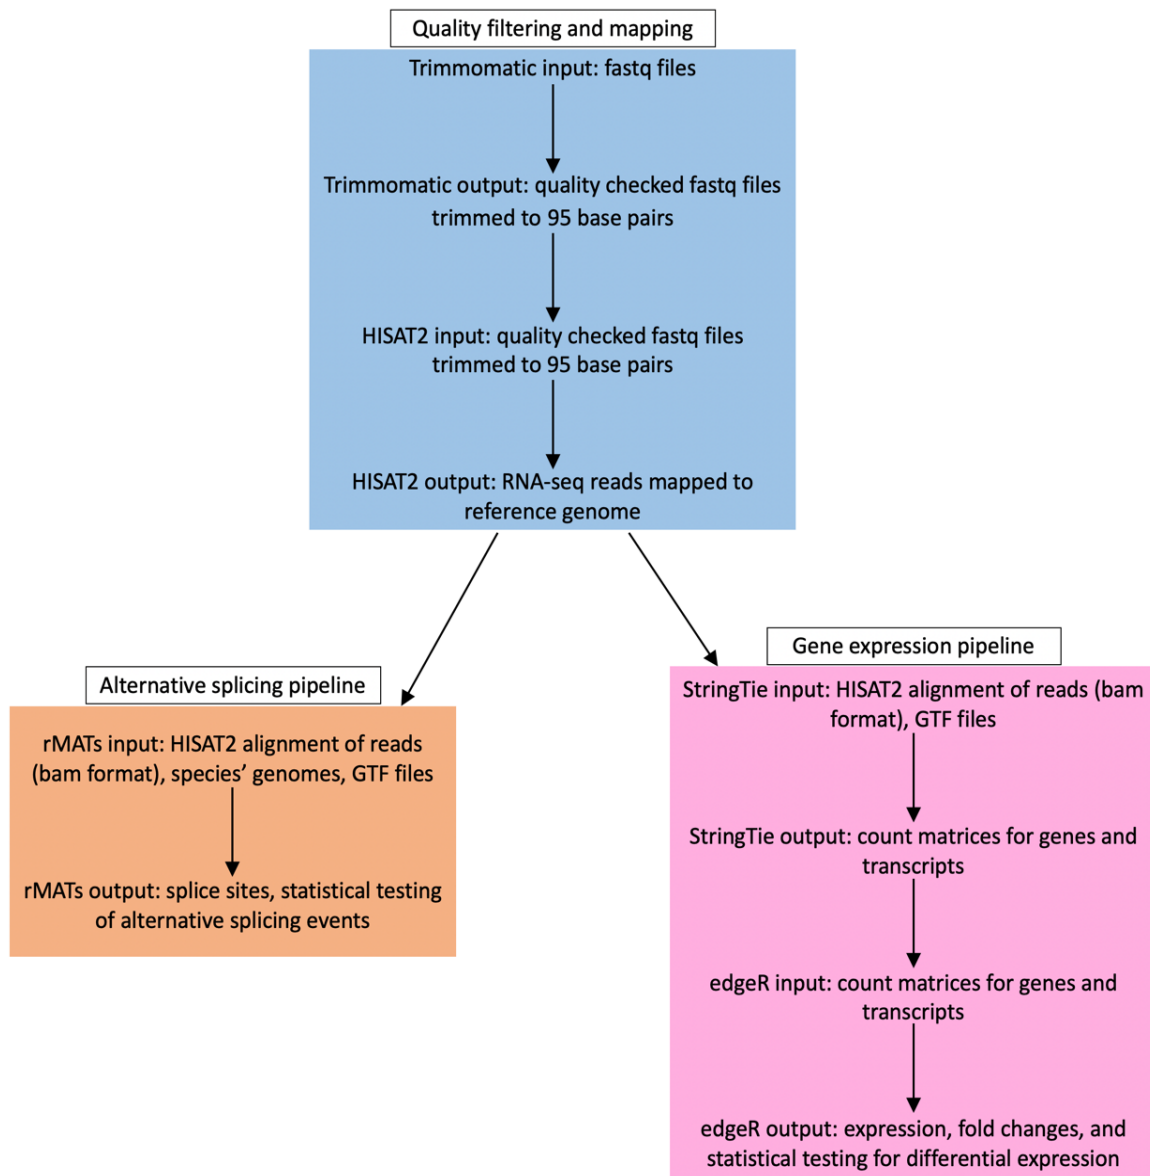 Quality filtering and mapping
Trimmomatic input: fastq files
Trimmomatic output: quality checked fastq files
trimmed to 95 base pairs
HISAT2 input: quality checked fastq files
trimmed to 95 base pairs
HISAT2 output: RNA-seq reads mapped to
reference genome
Alternative splicing pipeline
rMATs input: HISAT2 alignment of reads
(bam format), species’ genomes, GTF files
rMATs output: splice sites, statistical testing
of alternative splicing events
Gene expression pipeline
StringTie input: HISAT2 alignment of reads (bam
format), GTF files
StringTie output: count matrices for genes and
transcripts
edgeR input: count matrices for genes and
transcripts
edgeR output: expression, fold changes, and
statistical testing for differential expression